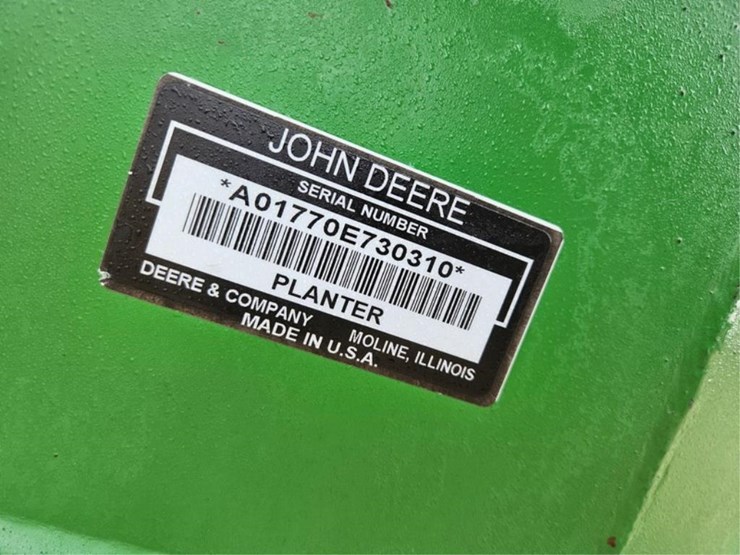 JOHN DEERE
SERIAL NUMBER
*A01770E730310*
PLANTER
DEERE & COMPANY MOLINE, ILLINOIS
MADE IN U.S.A.